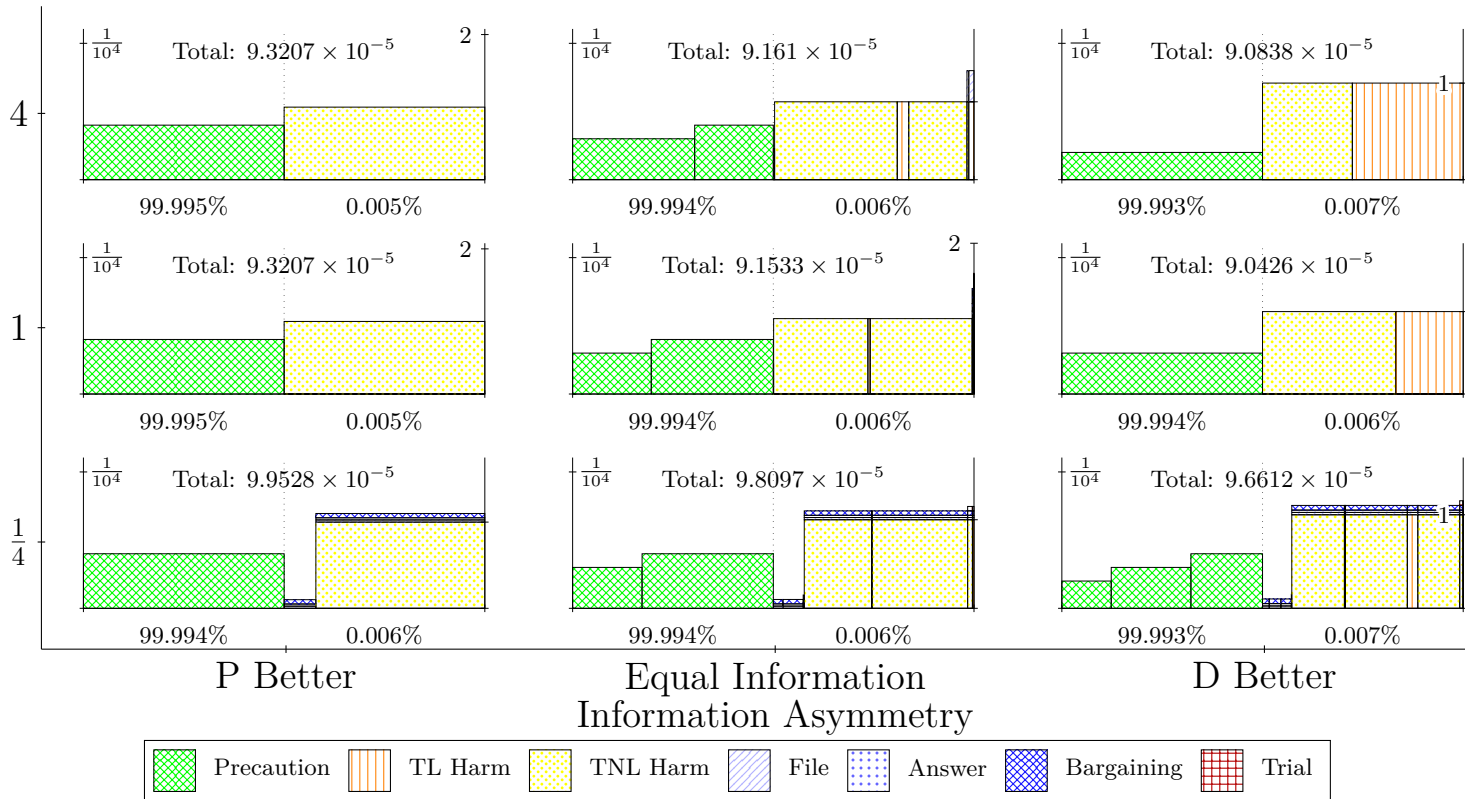 1/10^4 Total: 9.3207 × 10^−5 2
1/10^4 Total: 9.161 × 10^−5
1/10^4 Total: 9.0838 × 10^−5 1
4
99.995% 0.005%
99.994% 0.006%
99.993% 0.007%
1/10^4 Total: 9.3207 × 10^−5 2
1/10^4 Total: 9.1533 × 10^−5 2
1/10^4 Total: 9.0426 × 10^−5
1
99.995% 0.005%
99.994% 0.006%
99.994% 0.006%
1/10^4 Total: 9.9528 × 10^−5
1/10^4 Total: 9.8097 × 10^−5
1/10^4 Total: 9.6612 × 10^−5 1
1/4
99.994% 0.006%
99.994% 0.006%
99.993% 0.007%
P Better
Equal Information
D Better
Information Asymmetry
Precaution TL Harm TNL Harm File Answer Bargaining Trial